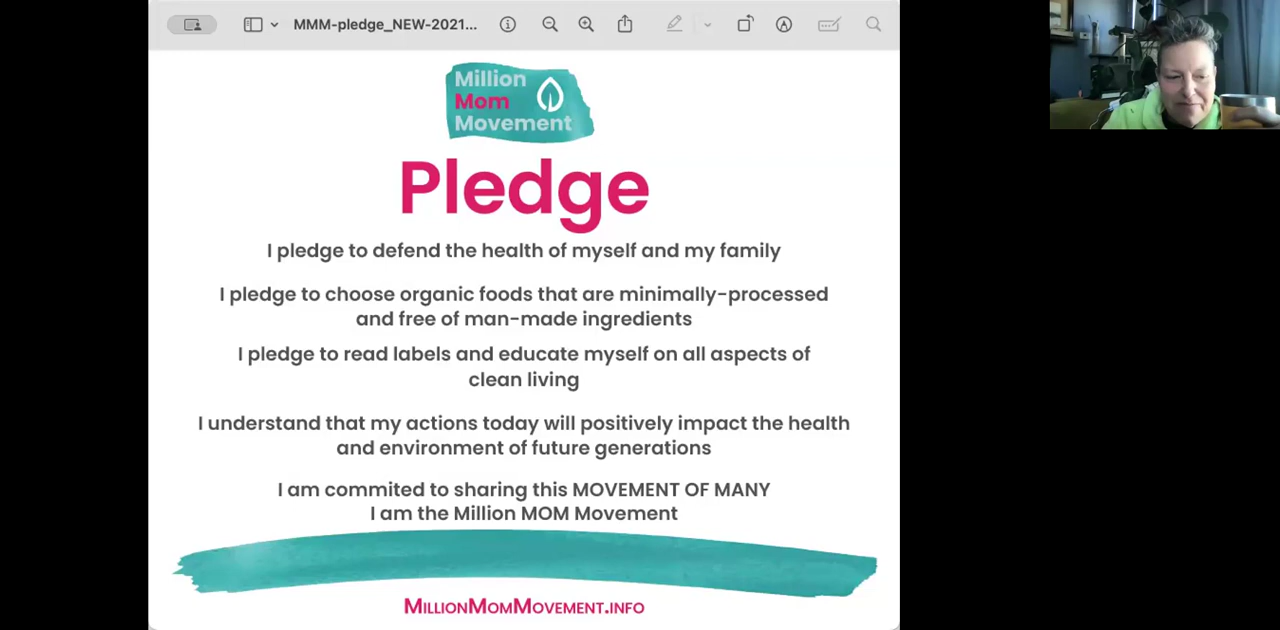 MMM-pledge_NEW-2021...
Million
Mom
Movement
Pledge
I pledge to defend the health of myself and my family
I pledge to choose organic foods that are minimally-processed
and free of man-made ingredients
I pledge to read labels and educate myself on all aspects of
clean living
I understand that my actions today will positively impact the health
and environment of future generations
I am commited to sharing this MOVEMENT OF MANY
I am the Million MOM Movement
MILLIONMOMMOVEMENT.INFO